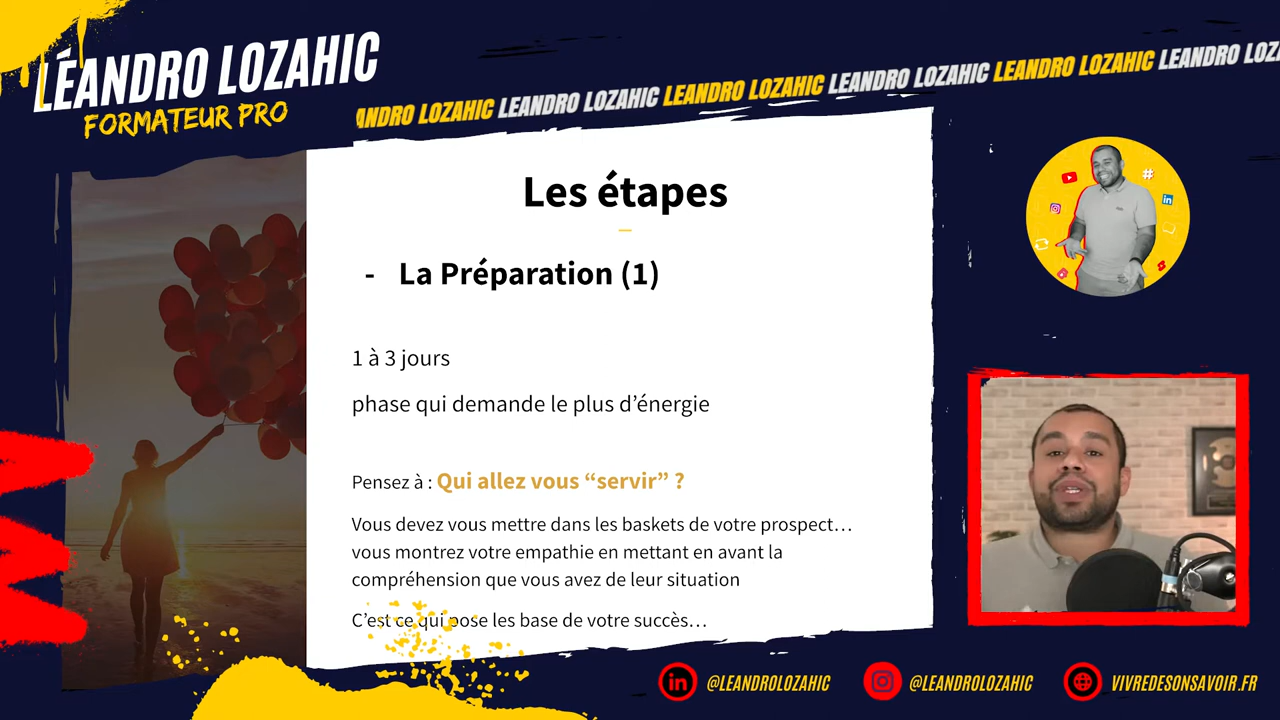 LÉANDRO LOZAHIC
FORMATEUR PRO
ANDRO LOZAHIC LEANDRO LOZAHIC LEANDRO LOZAHIC LEANDRO LOZAHIC LEANDRO LOZAHIC LEANDRO
Les étapes
- La Préparation (1)
1 à 3 jours
phase qui demande le plus d’énergie
Pensez à : Qui allez vous “servir” ?
Vous devez vous mettre dans les baskets de votre prospect…
vous montrez votre empathie en mettant en avant la
compréhension que vous avez de leur situation
C’est ce qui pose les base de votre succès…
@LEANDROLOZAHIC
@LEANDROLOZAHIC
VIVREDESONSAVOIR.FR